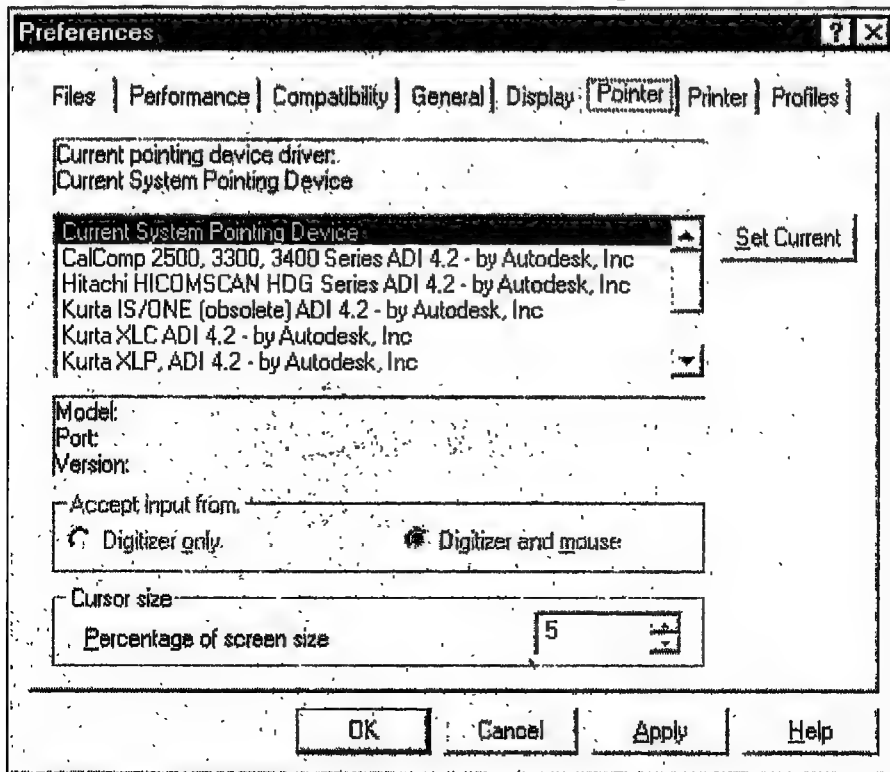 Preferences
Files Performance Compatibility General Display Pointer Printer Profiles
Current pointing device driver:
Current System Pointing Device
Current System Pointing Device
CalComp 2500, 3300, 3400 Series ADI 4.2 - by Autodesk, Inc
Hitachi HICOMSCAN HDG Series ADI 4.2 - by Autodesk, Inc
Kurta IS/ONE (obsolete) ADI 4.2 - by Autodesk, Inc
Kurta XLC ADI 4.2 - by Autodesk, Inc
Kurta XLP, ADI 4.2 - by Autodesk, Inc
Set Current
Model:
Port:
Version:
Accept input from
Digitizer only
Digitizer and mouse
Cursor size
Percentage of screen size
5
OK Cancel Apply Help